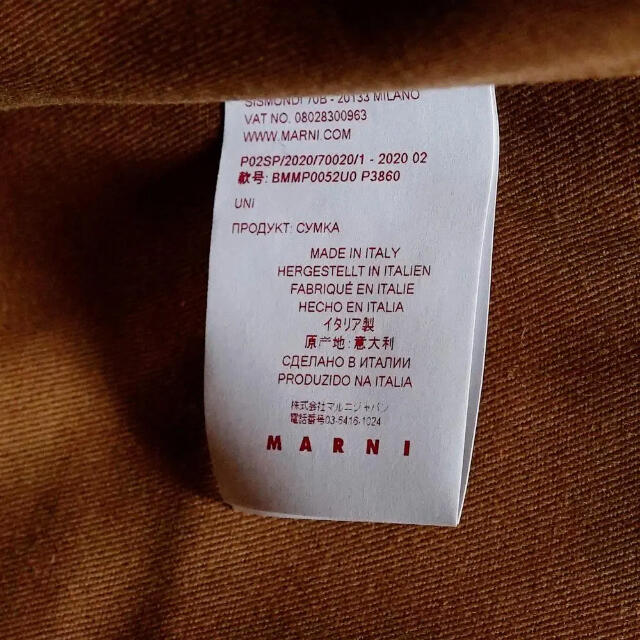 SISMONDI 70B - 20133 MILANO
VAT NO. 08028300963
WWW.MARNI.COM
P02SP/2020/70020/1 - 2020 02
款号: BMMP0052U0 P3860
UNI
ПРОДУКТ: СУМКА
MADE IN ITALY
HERGESTELLT IN ITALIEN
FABRIQUÉ EN ITALIE
HECHO EN ITALIA
イタリア製
原产地: 意大利
СДЕЛАНО В ИТАЛИИ
PRODUZIDO NA ITALIA
株式会社マルニジャパン
電話番号03-6416-1024
MARNI